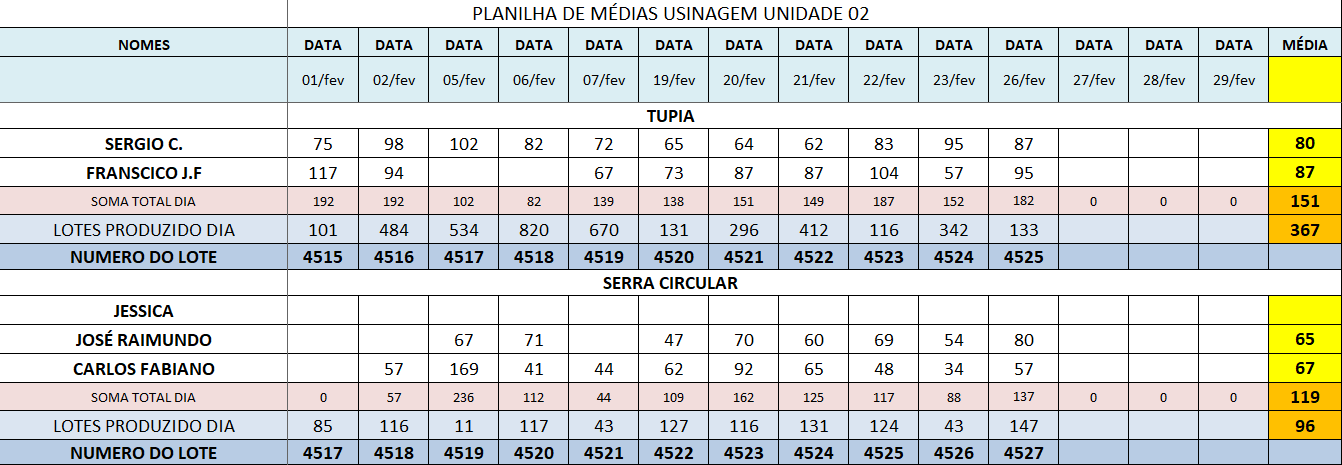 PLANILHA DE MÉDIAS USINAGEM UNIDADE 02
NOMES DATA DATA DATA DATA DATA DATA DATA DATA DATA DATA DATA DATA DATA DATA MÉDIA
01/fev 02/fev 05/fev 06/fev 07/fev 19/fev 20/fev 21/fev 22/fev 23/fev 26/fev 27/fev 28/fev 29/fev
TUPIA
SERGIO C. 75 98 102 82 72 65 64 62 83 95 87 80
FRANSCICO J.F 117 94 67 73 87 87 104 57 95 87
SOMA TOTAL DIA 192 192 102 82 139 138 151 149 187 152 182 0 0 0 151
LOTES PRODUZIDO DIA 101 484 534 820 670 131 296 412 116 342 133 367
NUMERO DO LOTE 4515 4516 4517 4518 4519 4520 4521 4522 4523 4524 4525
SERRA CIRCULAR
JESSICA
JOSÉ RAIMUNDO 67 71 47 70 60 69 54 80 65
CARLOS FABIANO 57 169 41 44 62 92 65 48 34 57 67
SOMA TOTAL DIA 0 57 236 112 44 109 162 125 117 88 137 0 0 0 119
LOTES PRODUZIDO DIA 85 116 11 117 43 127 116 131 124 43 147 96
NUMERO DO LOTE 4517 4518 4519 4520 4521 4522 4523 4524 4525 4526 4527